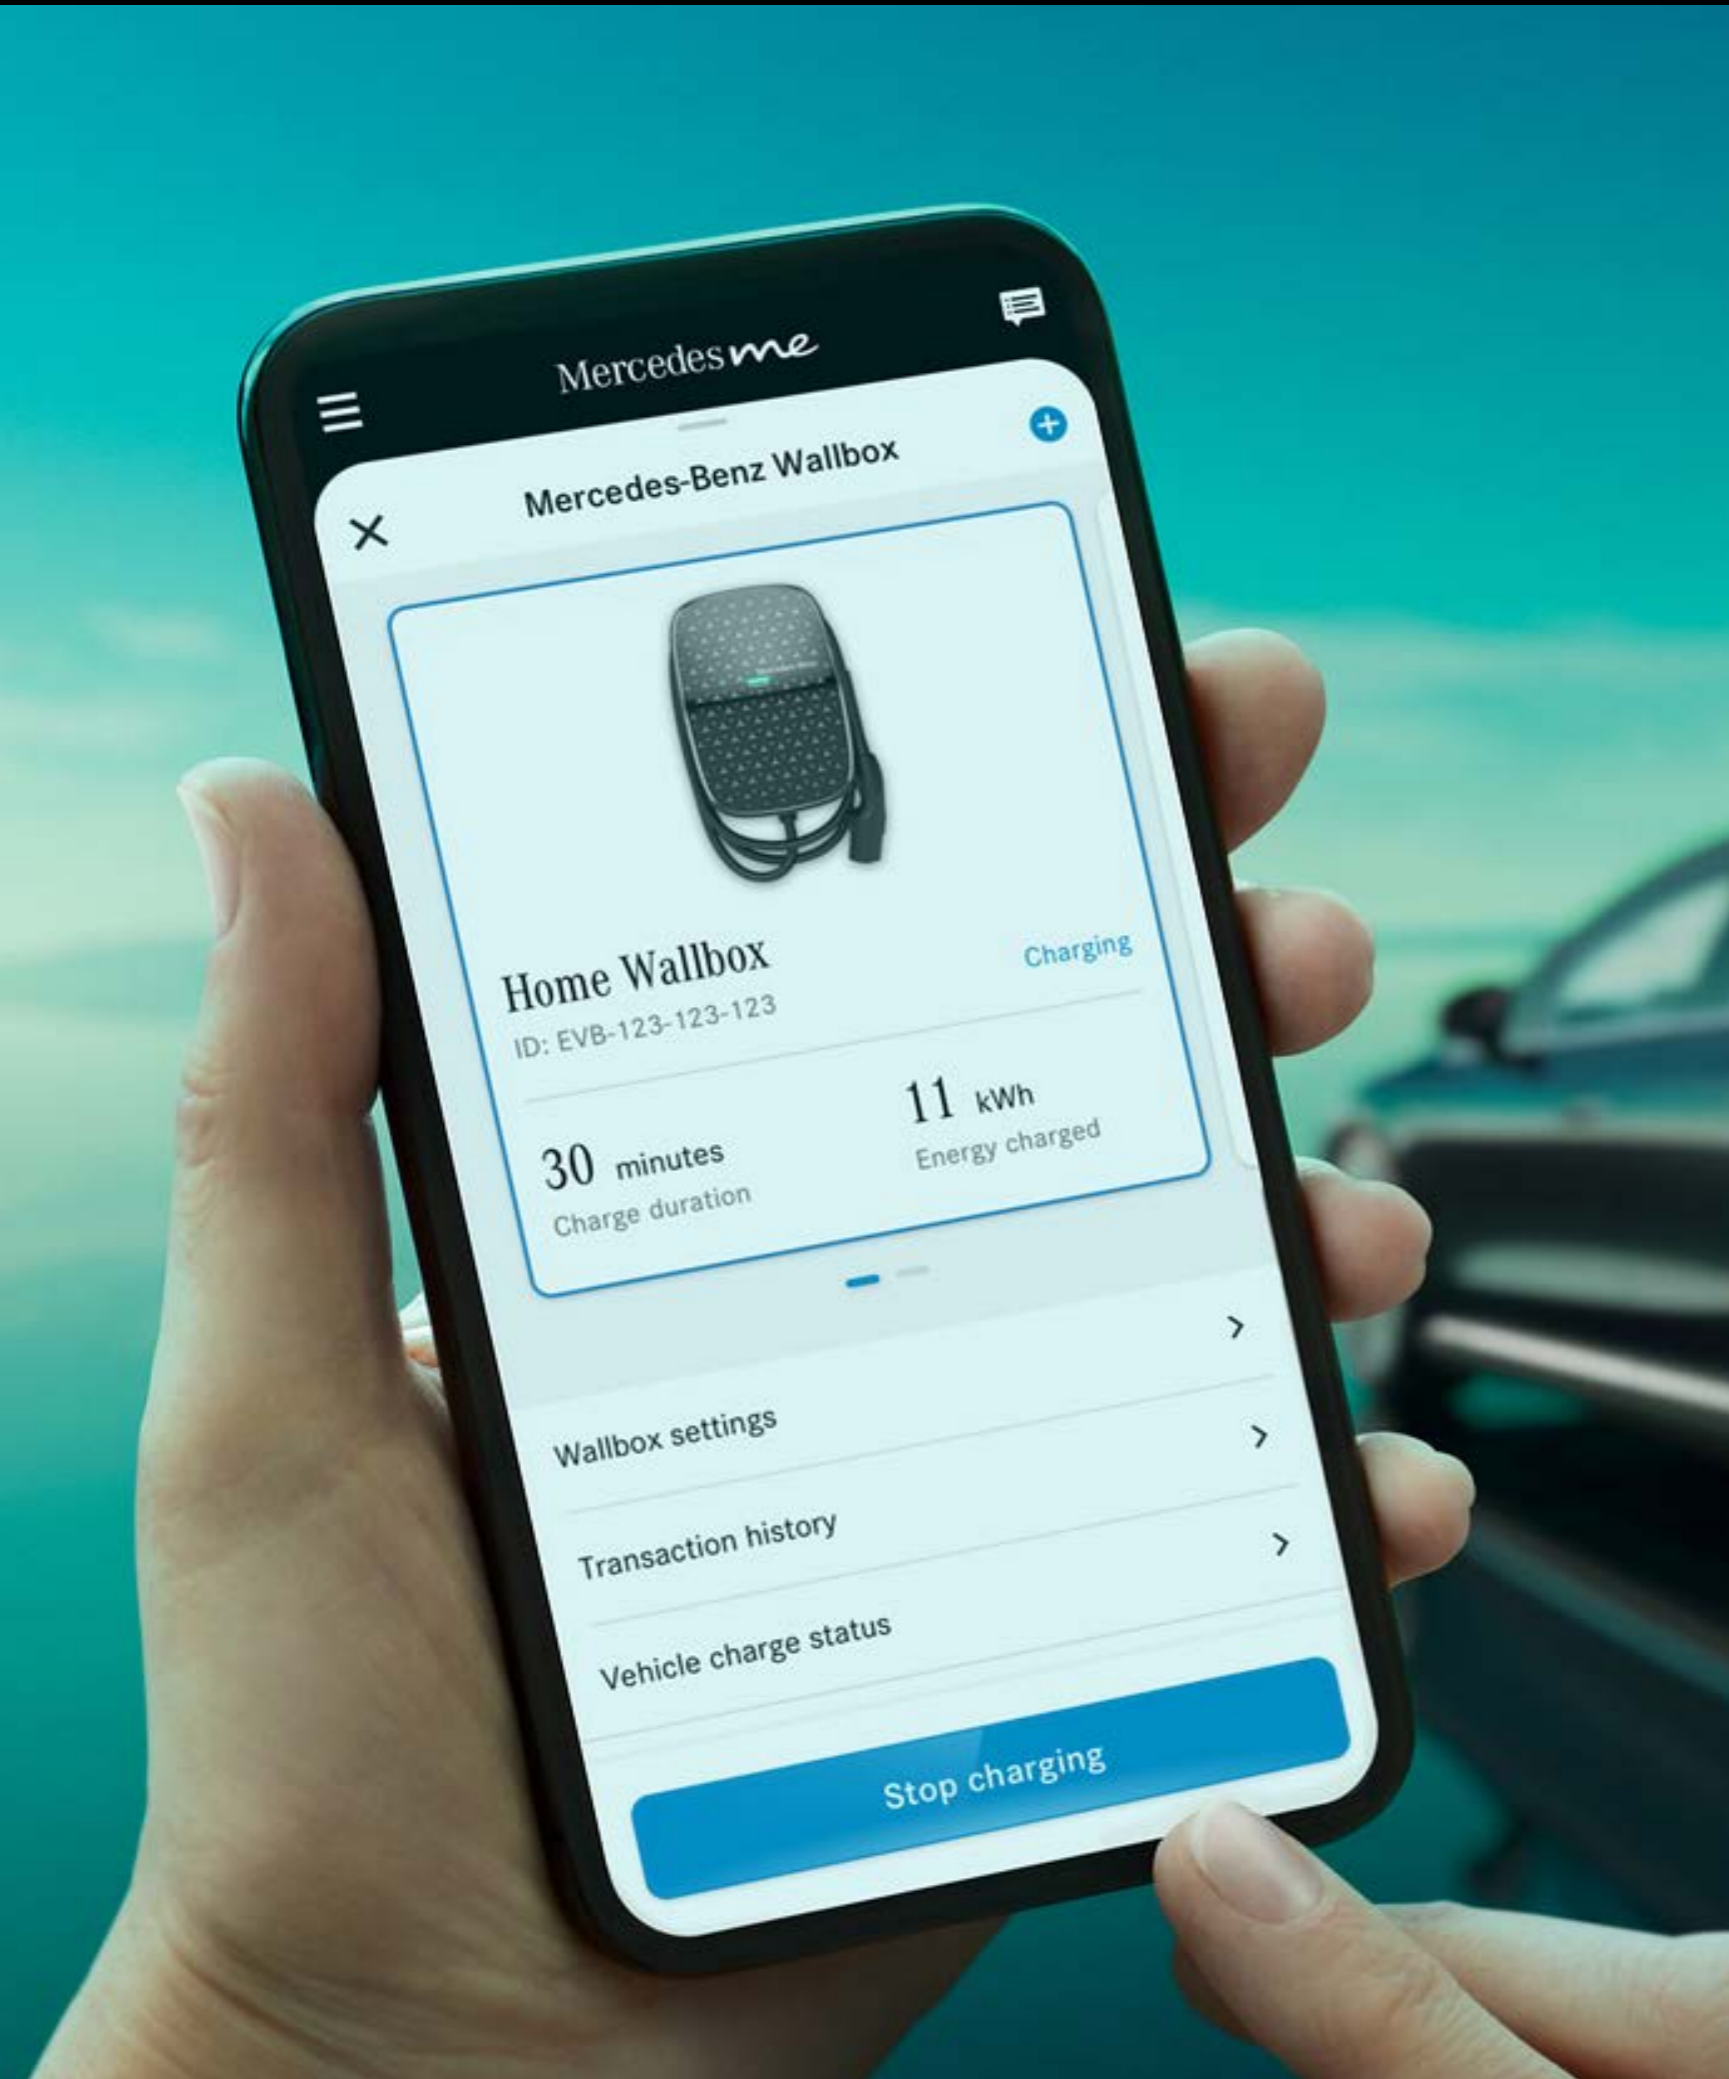 Mercedes me
Mercedes-Benz Wallbox
Home Wallbox
Charging
ID: EVB-123-123-123
30 minutes
Charge duration
11 kWh
Energy charged
Wallbox settings
Transaction history
Vehicle charge status
Stop charging